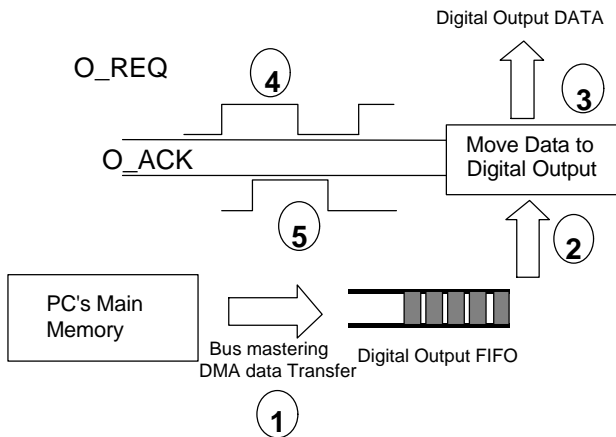 Digital Output DATA
O_REQ
4
3
Move Data to
Digital Output
O_ACK
5
2
PC's Main
Memory
Bus mastering
DMA data Transfer
Digital Output FIFO
1